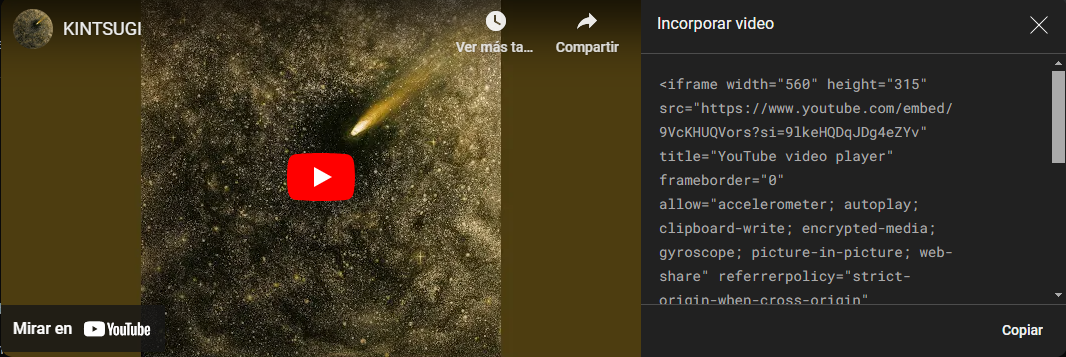 KINTSUGI
Ver más ta...
Compartir
Mirar en YouTube
Incorporar video
<iframe width="560" height="315"
src="https://www.youtube.com/embed/
9VcKHUQVors?si=9lkeHQDqJDg4eZYv"
title="YouTube video player"
frameborder="0"
allow="accelerometer; autoplay;
clipboard-write; encrypted-media;
gyroscope; picture-in-picture; web-
share" referrerpolicy="strict-
origin-when-cross-origin"
Copiar